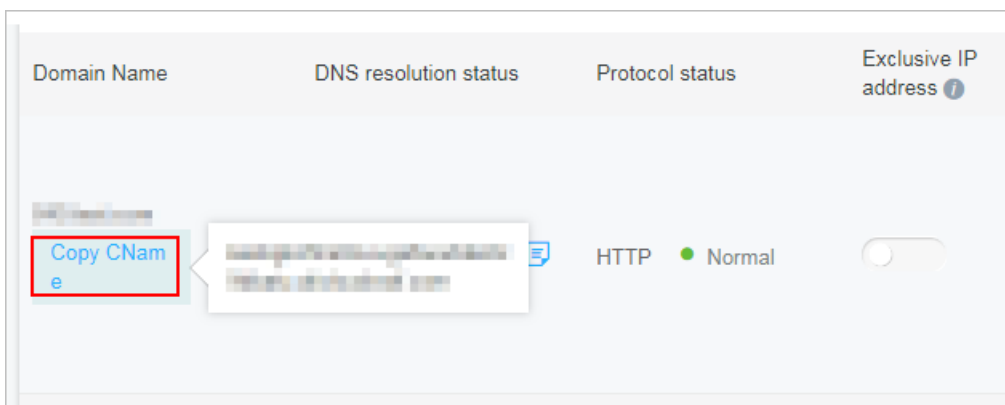 Domain Name
DNS resolution status
Protocol status
Exclusive IP
address
Copy CNam
e
HTTP
Normal